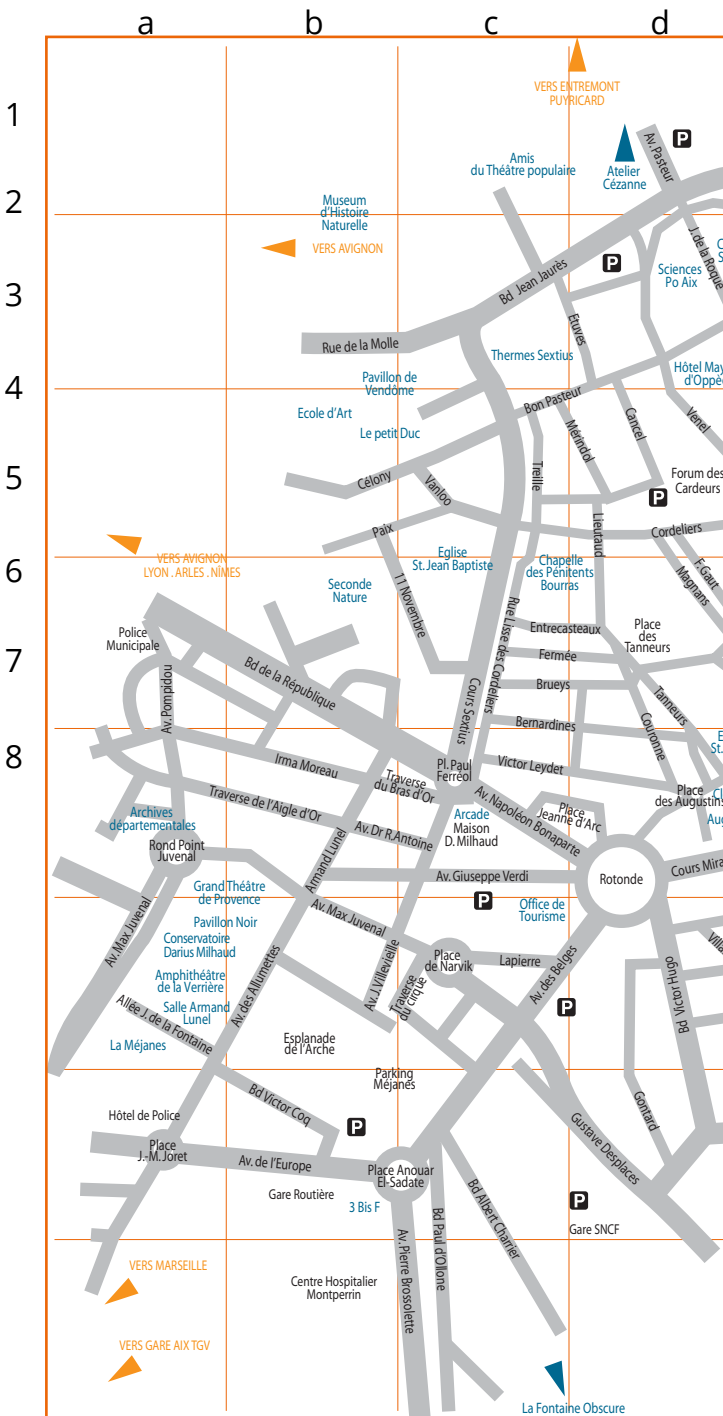 a b c d
1
VERS ENTREMONT
PUYRICARD
P
Av. Pasteur
Amis
du Théâtre populaire
Atelier
Cézanne
2
Museum
d'Histoire
Naturelle
VERS AVIGNON
J. de la Roque
Bd Jean Jaurès
P
Sciences
Po Aix
3
Etuves
Rue de la Molle
Thermes Sextius
Pavillon de
Vendôme
Hôtel May
d'Oppè
4
Ecole d'Art
Le petit Duc
Bon Pasteur
Mérindol
Cancel
Venel
Célony
Vanloo
Treille
Forum des
Cardeurs
5
P
Lieutaud
Cordeliers
Paix
VERS AVIGNON
LYON . ARLES . NÎMES
Eglise
St.Jean Baptiste
Chapelle
des Pénitents
Bourras
F. Gaut
Magnans
6
Seconde
Nature
11 Novembre
Rue Lisse des Cordeliers
Entrecasteaux
Place
des
Tanneurs
Police
Municipale
7
Fermée
Bd de la République
Av. Pompidou
Cours Sextius
Brueys
Tanneurs
Couronne
Bernardines
8
Irma Moreau
Pl. Paul
Ferréol
Victor Leydet
Traverse
du Bras d'Or
Place
des Augustins
Traverse de l'Aigle d'Or
Av. Napoléon Bonaparte
Place
Jeanne d'Arc
Archives
départementales
Arcade
Maison
D. Milhaud
Av. Dr R.Antoine
Rond Point
Juvenal
Armand Lunel
Av. Giuseppe Verdi
Rotonde
Cours Mira
Grand Théâtre
de Provence
P
Office de
Tourisme
Av. Max Juvenal
Pavillon Noir
Conservatoire
Darius Milhaud
Av. Max Juvenal
Place
de Narvik
Lapierre
Av. des Belges
Bd Victor Hugo
Villa
Amphithéâtre
de la Verrière
Av. des Allumettes
Av. J. Villevieille
Traverse
du cirque
Allée J. de la Fontaine
Salle Armand
Lunel
P
La Méjanes
Esplanade
de l'Arche
Parking
Méjanes
Hôtel de Police
Bd Victor Coq
P
Gustave Desplaces
Gontard
Place
J.-M.Joret
Av. de l'Europe
Place Anouar
El-Sadate
Gare Routière
3 Bis F
Bd Paul d'Ollone
Bd Albert Charrier
P
Gare SNCF
VERS MARSEILLE
Centre Hospitalier
Montperrin
Av. Pierre Brossolette
VERS GARE AIX TGV
La Fontaine Obscure